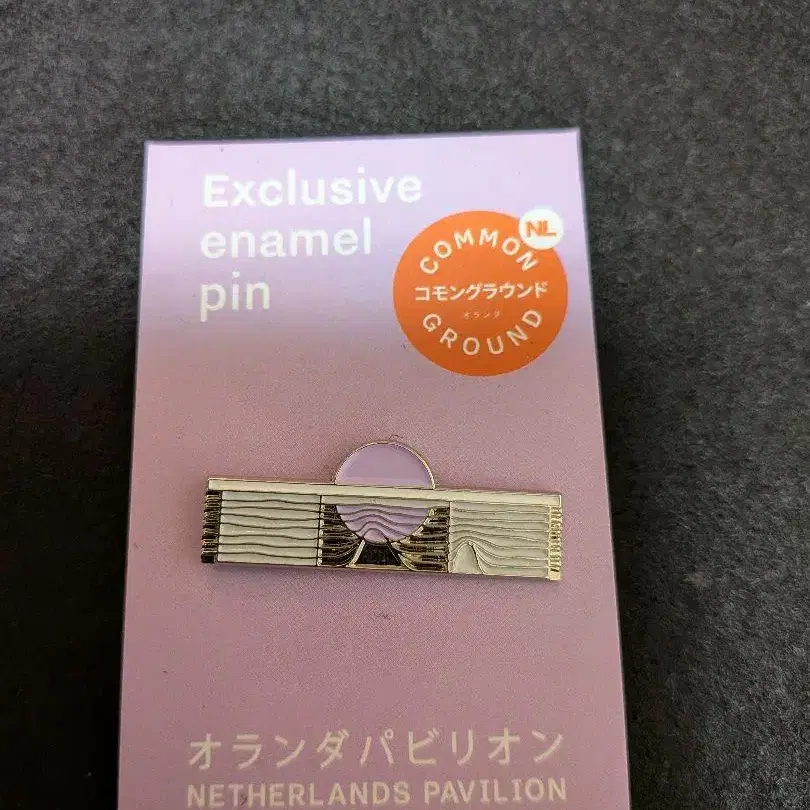 Exclusive
enamel
pin
NL
COMMON
コモングラウンド
オランダ
GROUND
オランダパビリオン
NETHERLANDS PAVILION